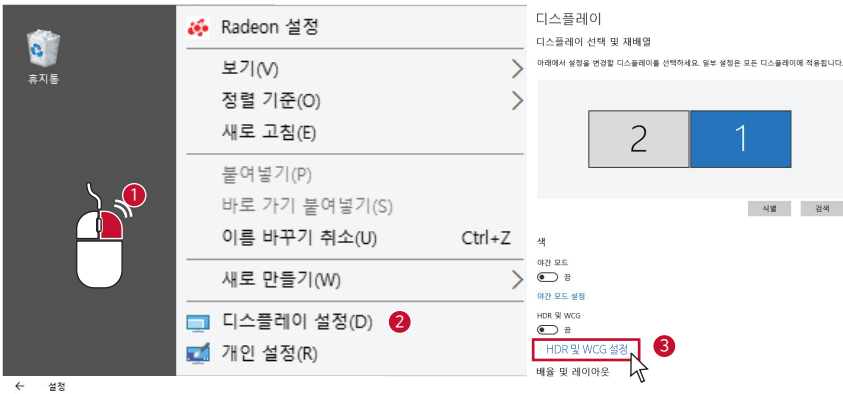 휴지통
1
Radeon 설정
보기(V)
정렬 기준(O)
새로 고침(E)
붙여넣기(P)
바로 가기 붙여넣기(S)
이름 바꾸기 취소(U) Ctrl+Z
새로 만들기(W)
디스플레이 설정(D) 2
개인 설정(R)
← 설정
디스플레이
디스플레이 선택 및 재배열
아래에서 설정을 변경할 디스플레이를 선택하세요. 일부 설정은 모든 디스플레이에 적용됩니다.
2 1
식별 검색
색
야간 모드
끔
야간 모드 설정
HDR 및 WCG
끔
HDR 및 WCG 설정 3
배율 및 레이아웃